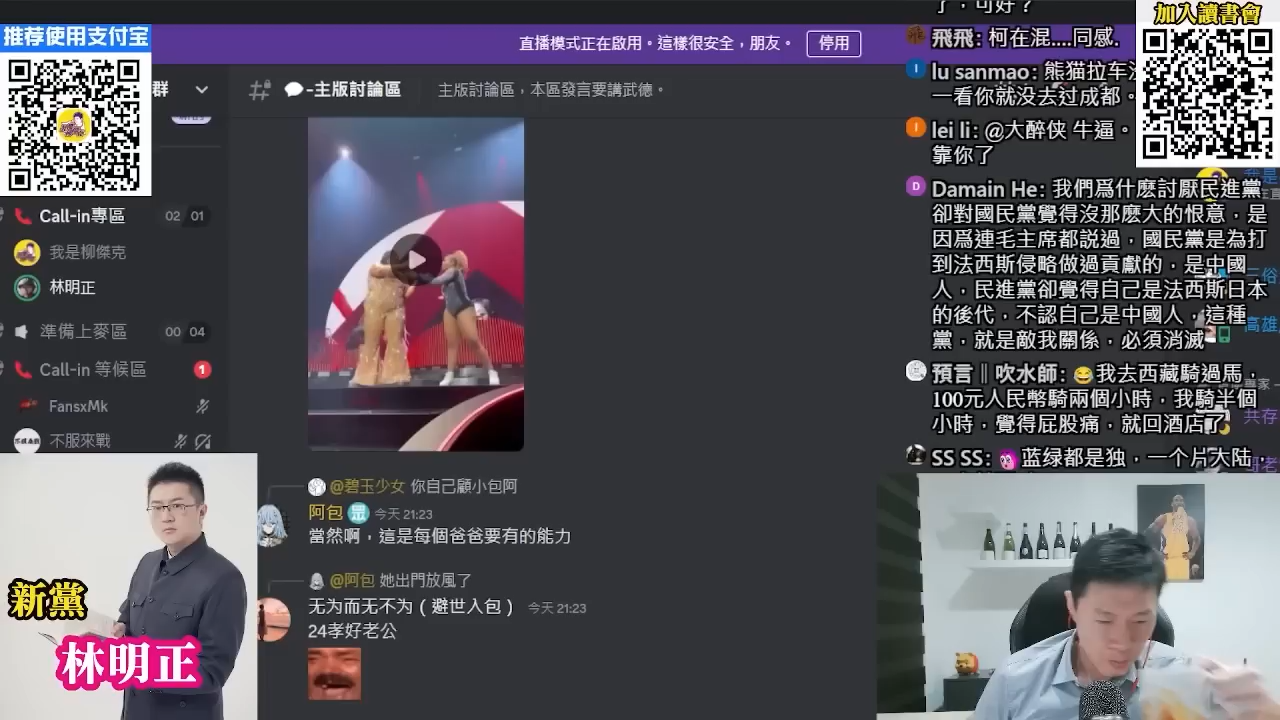 推荐使用支付宝
直播模式正在啟用。這樣很安全，朋友。
停用
群
-主版討論區
主版討論區，本區發言要講武德。
Call-in專區
02 01
我是柳傑克
林明正
準備上麥區
00 04
Call-in 等候區
1
FansxMk
不服來戰
@碧玉少女 你自己顧小包阿
阿包 眾 今天 21:23
當然啊，這是每個爸爸要有的能力
@阿包 她出門放風了
无为而无不为（避世入包） 今天 21:23
24孝好老公
新黨
林明正
了，可好？
飛飛: 柯在混....同感.
lu sanmao: 熊猫拉车
一看你就没去过成都。
lei li: @大醉侠 牛逼。
靠你了
Damain He: 我們爲什麽討厭民進黨
卻對國民黨覺得沒那麽大的恨意，是
因爲連毛主席都説過，國民黨是為打
到法西斯侵略做過貢獻的，是中國
人，民進黨卻覺得自己是法西斯日本
的後代，不認自己是中國人，這種
黨，就是敵我關係，必須消滅
預言‖吹水師: 😂我去西藏騎過馬，
100元人民幣騎兩個小時，我騎半個
小時，覺得屁股痛，就回酒店了
SS SS: 蓝绿都是独，一个片大陆，
加入讀書會
高雄
共存